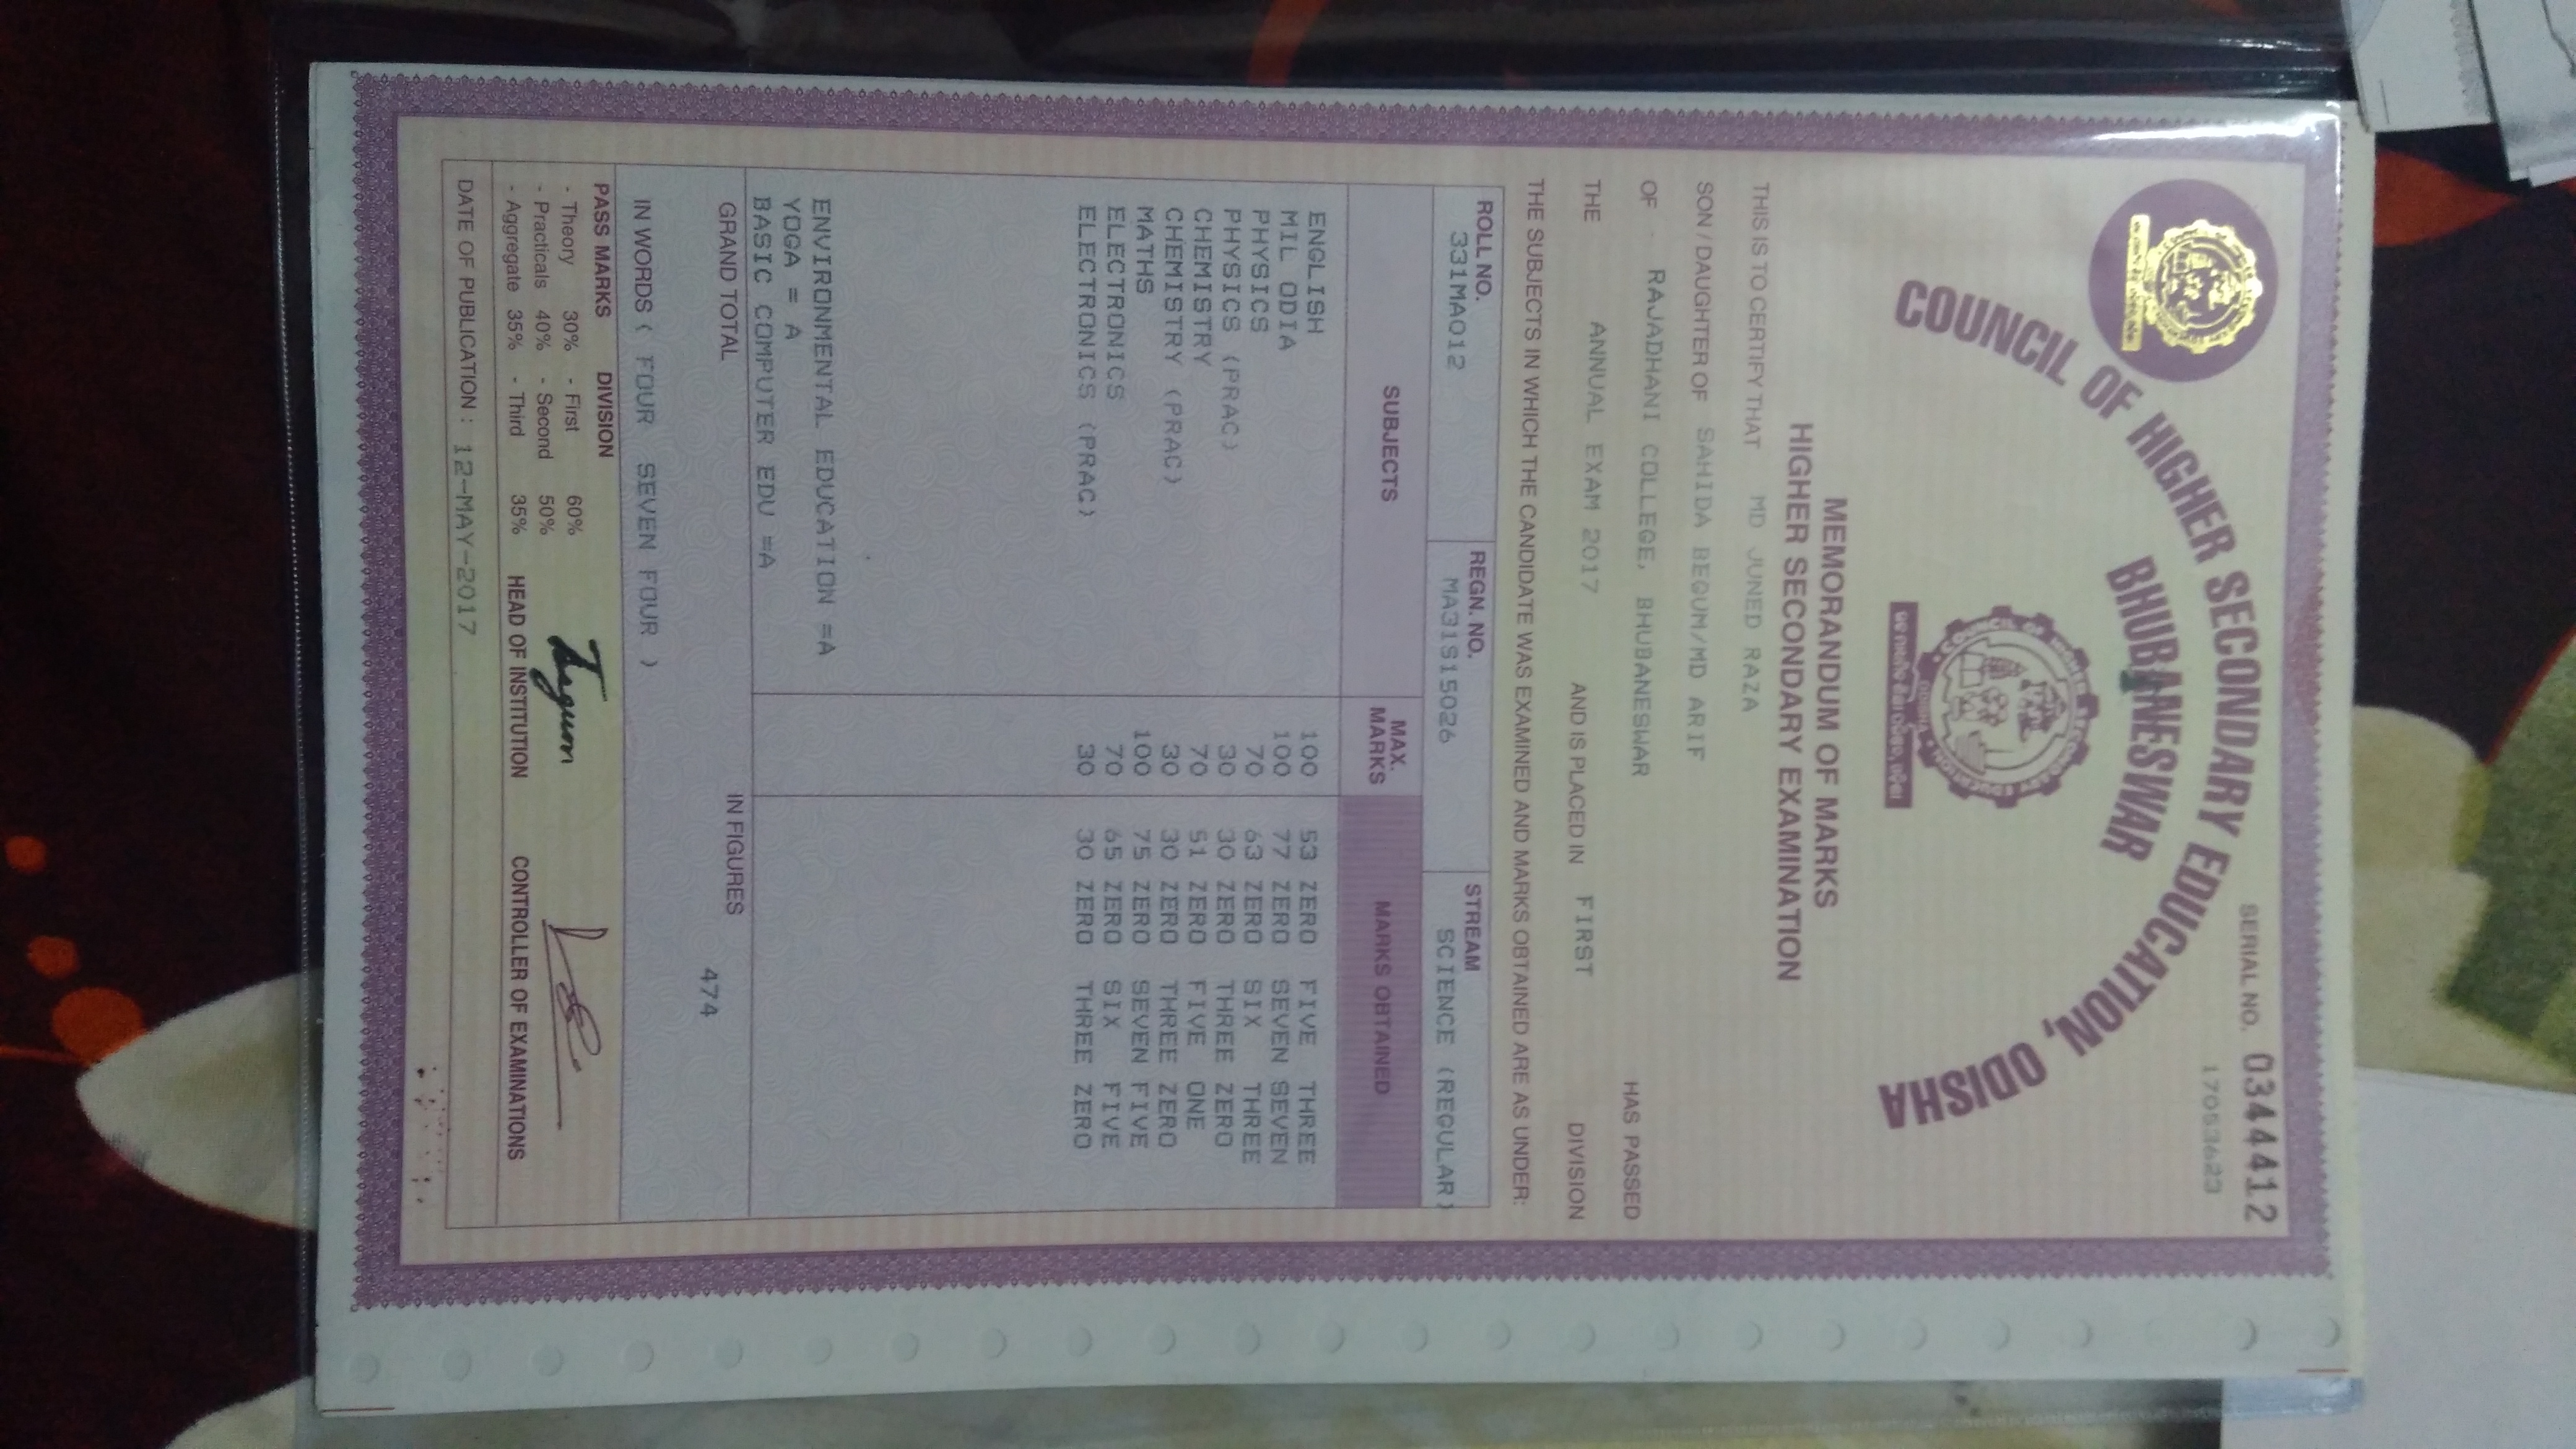 SERIAL NO. 0344412
17053623
COUNCIL OF HIGHER SECONDARY EDUCATION, ODISHA
BHUBANESWAR
COUNCIL OF HIGHER SECONDARY EDUCATION
ODISHA
MEMORANDUM OF MARKS
HIGHER SECONDARY EXAMINATION
THIS IS TO CERTIFY THAT MD JUNED RAZA
SON / DAUGHTER OF SAHIDA BEGUM/MD ARIF
OF RAJADHANI COLLEGE, BHUBANESWAR HAS PASSED
THE ANNUAL EXAM 2017 AND IS PLACED IN FIRST DIVISION
THE SUBJECTS IN WHICH THE CANDIDATE WAS EXAMINED AND MARKS OBTAINED ARE AS UNDER:
ROLL NO. REGN. NO. STREAM
331MA012 MA31S15026 SCIENCE (REGULAR)
SUBJECTS MAX. MARKS MARKS OBTAINED
ENGLISH 100 53 ZERO FIVE THREE
MIL ODIA 100 77 ZERO SEVEN SEVEN
PHYSICS 70 63 ZERO SIX THREE
PHYSICS (PRAC) 30 30 ZERO THREE ZERO
CHEMISTRY 70 51 ZERO FIVE ONE
CHEMISTRY (PRAC) 30 30 ZERO THREE ZERO
MATHS 100 75 ZERO SEVEN FIVE
ELECTRONICS 70 65 ZERO SIX FIVE
ELECTRONICS (PRAC) 30 30 ZERO THREE ZERO
ENVIRONMENTAL EDUCATION =A
YOGA = A
BASIC COMPUTER EDU =A
GRAND TOTAL IN FIGURES
474
IN WORDS ( FOUR SEVEN FOUR )
PASS MARKS DIVISION
- Theory 30% - First 60%
- Practicals 40% - Second 50%
- Aggregate 35% - Third 35%
HEAD OF INSTITUTION CONTROLLER OF EXAMINATIONS
DATE OF PUBLICATION : 12-MAY-2017